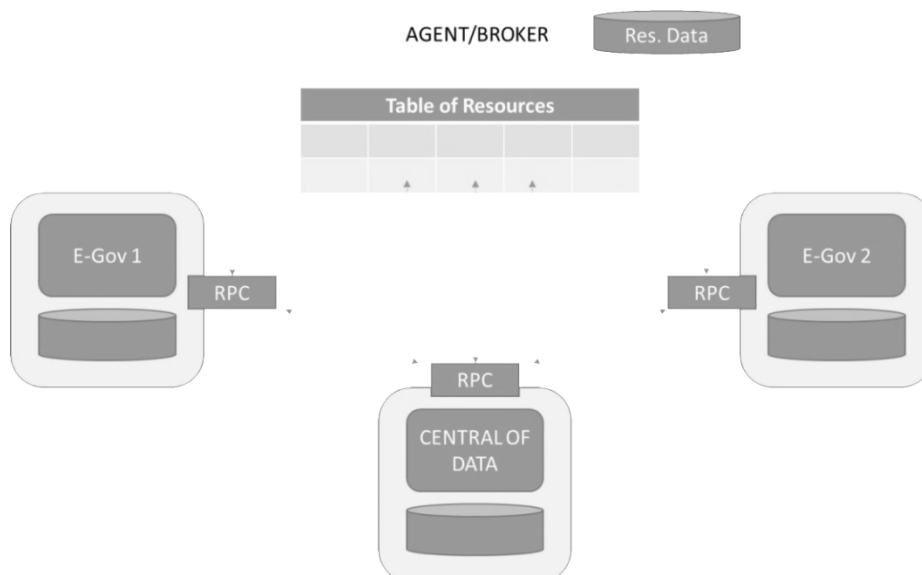 AGENT/BROKER
Res. Data
Table of Resources
E-Gov 1
RPC
E-Gov 2
RPC
RPC
CENTRAL OF
DATA